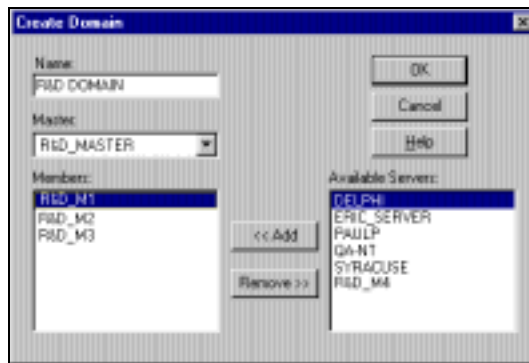 Create Domain
Name:
R&D DOMAIN
Master:
R&D_MASTER
Members:
R&D_M1
R&D_M2
R&D_M3
OK
Cancel
Help
<< Add
Remove >>
Available Servers:
DELPHI
ERIC_SERVER
PAULP
QA-NT
SYRACUSE
R&D_M4